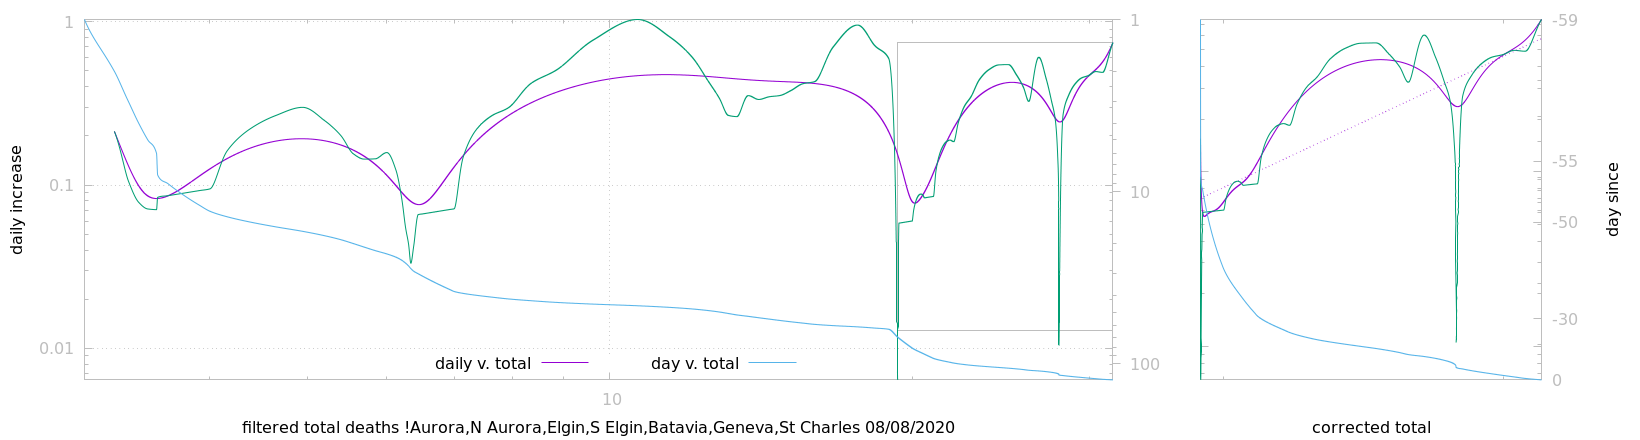 1
0.1
0.01
daily increase
daily v. total
day v. total
10
1
10
100
filtered total deaths !Aurora,N Aurora,Elgin,S Elgin,Batavia,Geneva,St Charles 08/08/2020
-59
-55
-50
-30
0
day since
corrected total